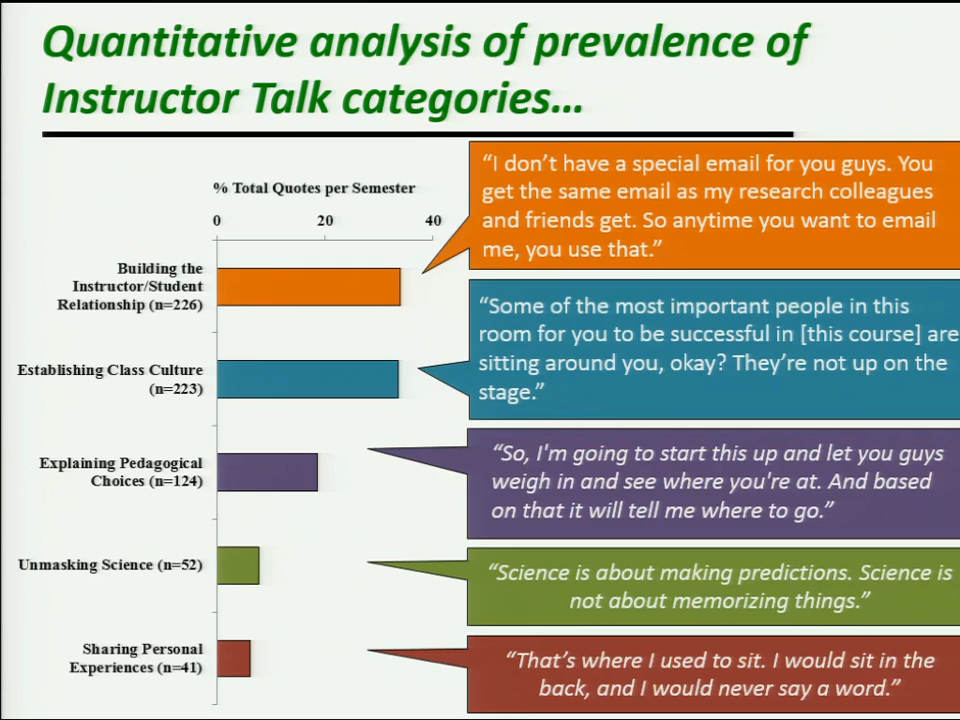 Quantitative analysis of prevalence of
Instructor Talk categories...
% Total Quotes per Semester
0 20 40
Building the
Instructor/Student
Relationship (n=226)
“I don’t have a special email for you guys. You
get the same email as my research colleagues
and friends get. So anytime you want to email
me, you use that.”
Establishing Class Culture
(n=223)
“Some of the most important people in this
room for you to be successful in [this course] are
sitting around you, okay? They’re not up on the
stage.”
Explaining Pedagogical
Choices (n=124)
“So, I'm going to start this up and let you guys
weigh in and see where you're at. And based
on that it will tell me where to go.”
Unmasking Science (n=52)
“Science is about making predictions. Science is
not about memorizing things.”
Sharing Personal
Experiences (n=41)
“That’s where I used to sit. I would sit in the
back, and I would never say a word.”